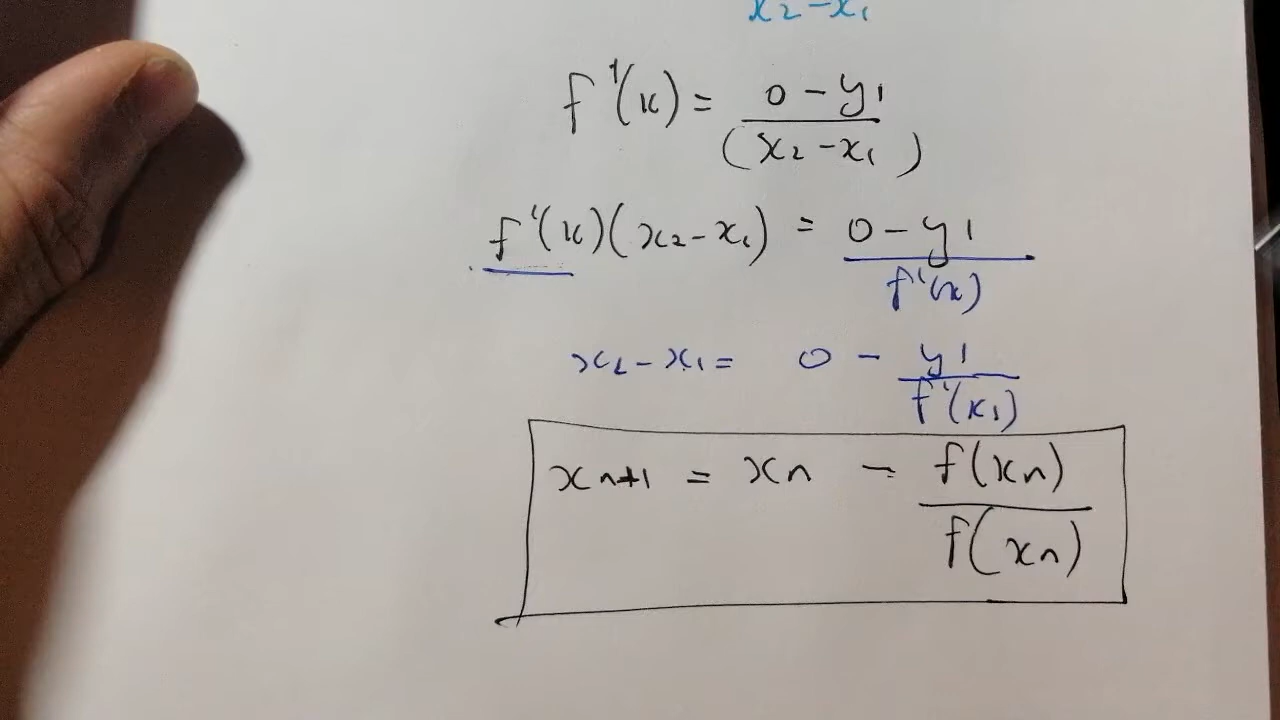 x2-x1
f'(x) = 0 - y1
(x2 - x1)
f'(x)(x2 - x1) = 0 - y1
f'(x)
x2 - x1 = 0 - y1
f'(x1)
xn+1 = xn - f(xn)
f(xn)